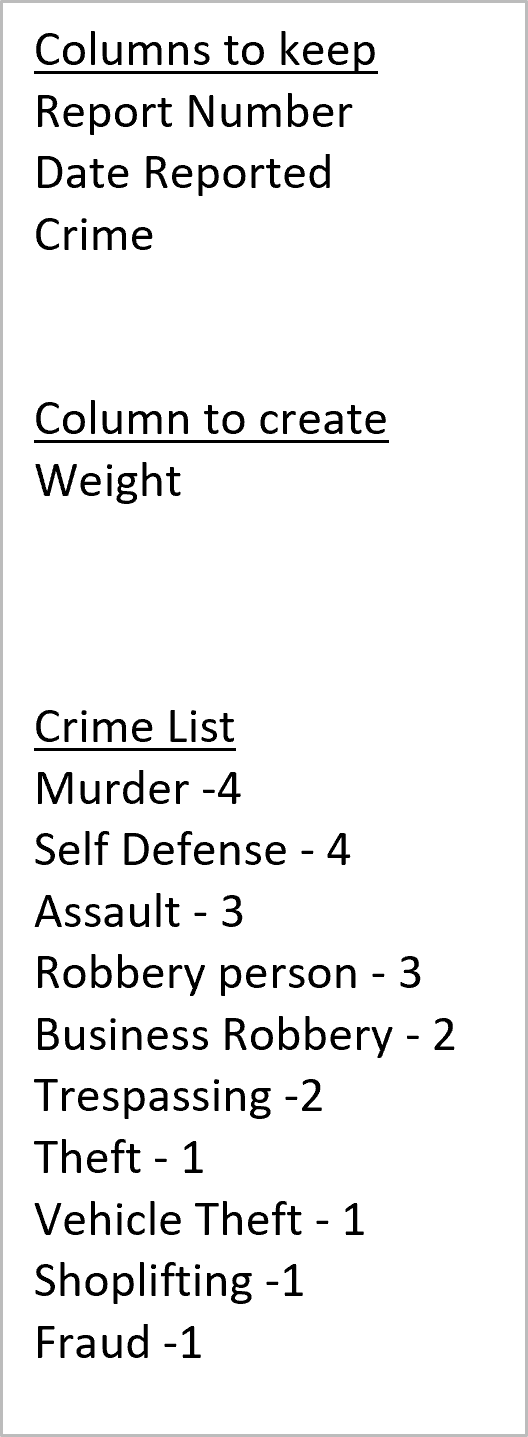 Columns to keep
Report Number
Date Reported
Crime
Column to create
Weight
Crime List
Murder -4
Self Defense - 4
Assault - 3
Robbery person - 3
Business Robbery - 2
Trespassing -2
Theft - 1
Vehicle Theft - 1
Shoplifting -1
Fraud -1